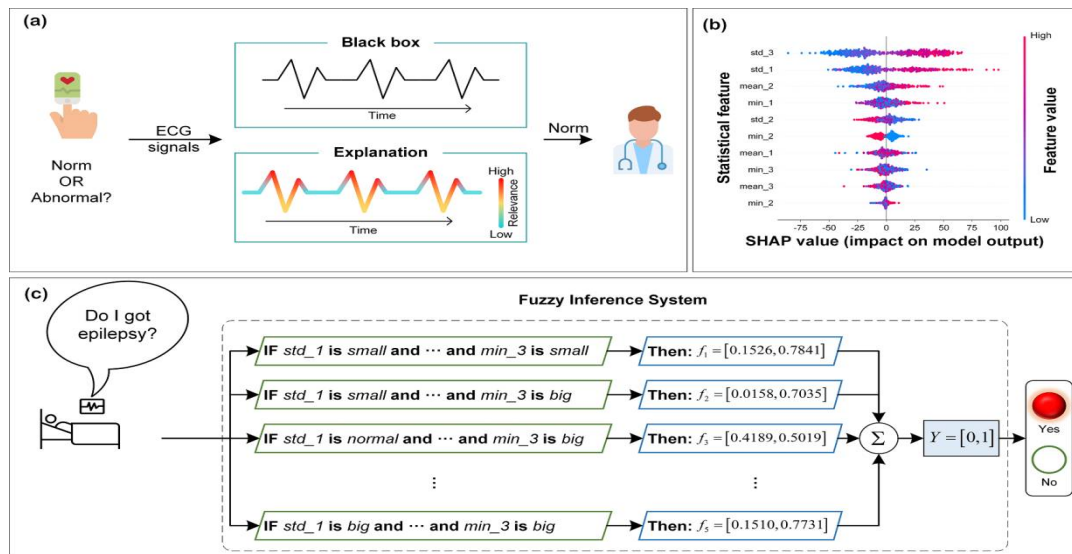 (a)
Black box
Time
Norm
OR
Abnormal?
ECG
signals
Norm
Explanation
High
Relevance
Low
Time
(b)
Statistical feature
std_3
std_1
mean_2
min_1
std_2
min_2
mean_1
min_3
mean_3
min_2
-75 -50 -25 0 25 50 75 100
SHAP value (impact on model output)
High
Feature value
Low
(c)
Do I got
epilepsy?
Fuzzy Inference System
IF std_1 is small and ··· and min_3 is small
Then: f₁ = [0.1526, 0.7841]
IF std_1 is small and ··· and min_3 is big
Then: f₂ = [0.0158, 0.7035]
IF std_1 is normal and ··· and min_3 is big
Then: f₃ = [0.4189, 0.5019]
⋮
⋮
IF std_1 is big and ··· and min_3 is big
Then: f₅ = [0.1510, 0.7731]
Σ
Y = [0,1]
Yes
No